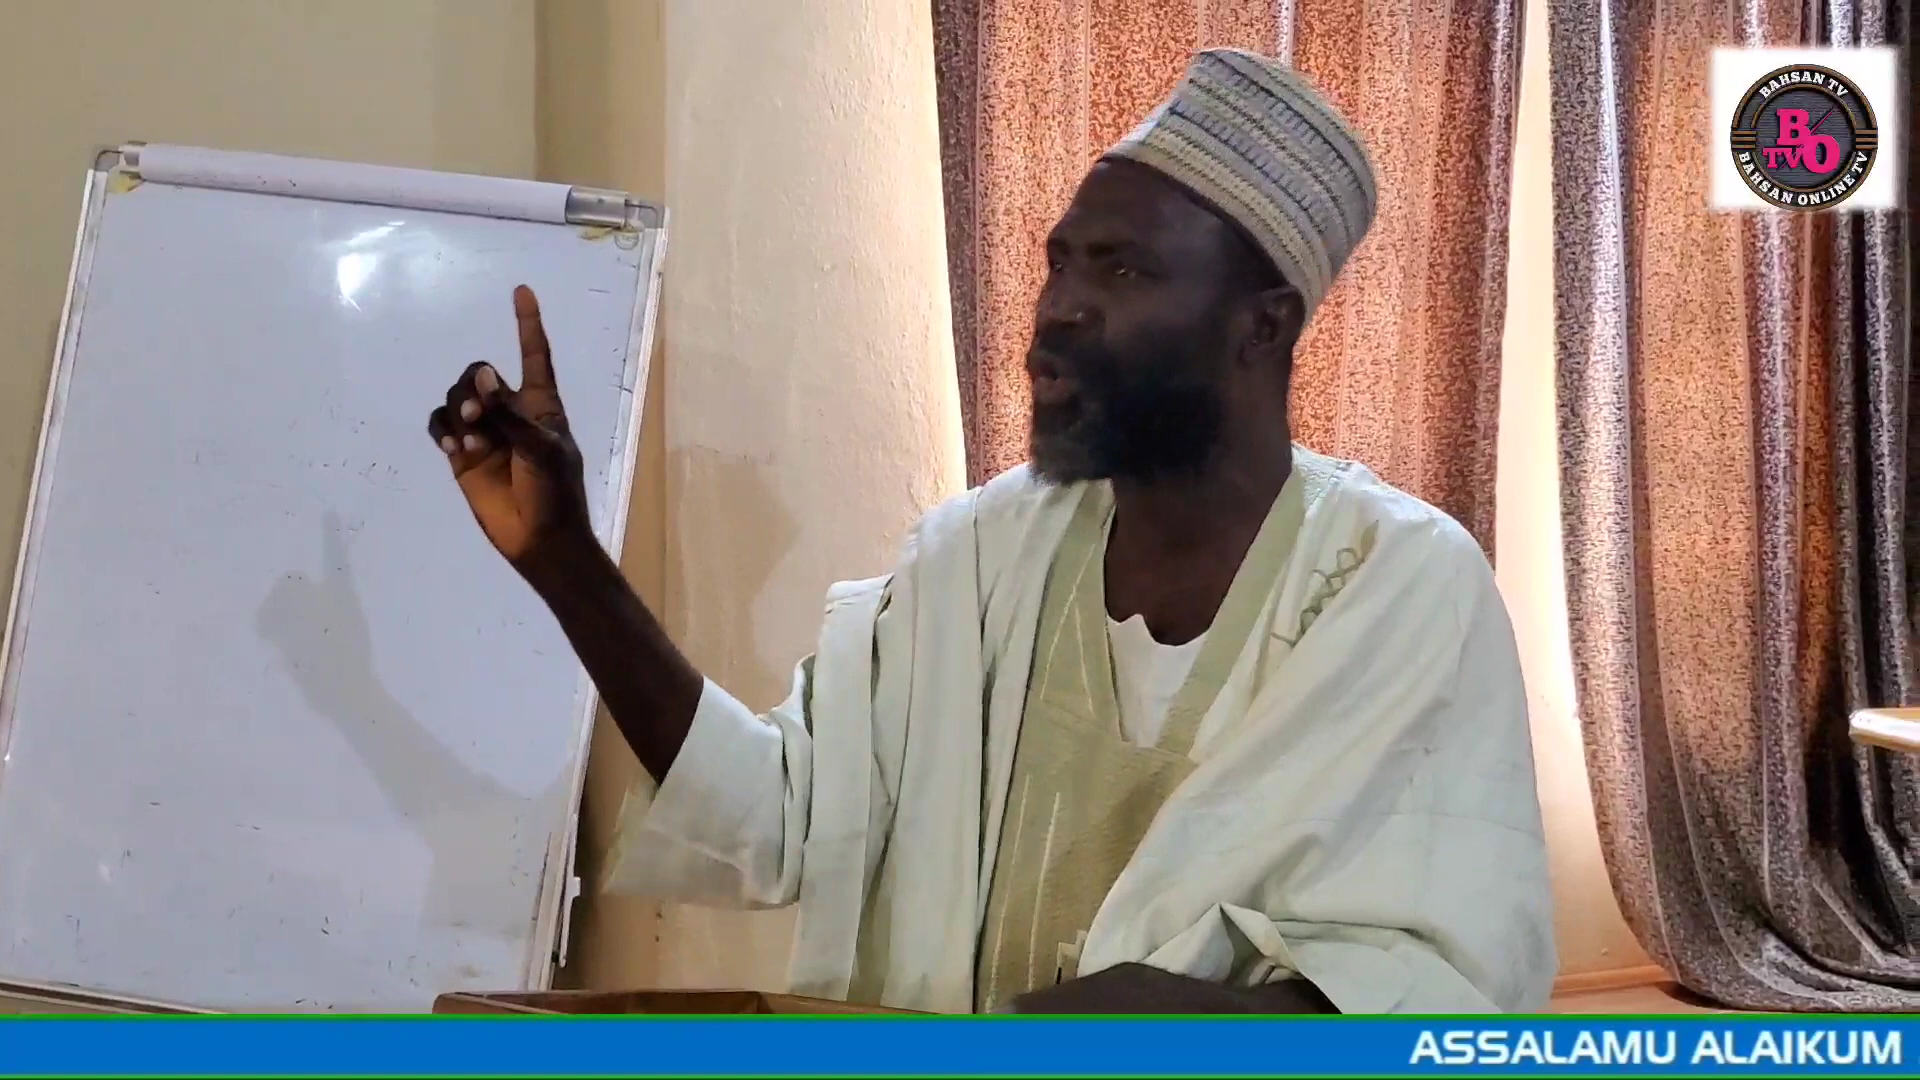 BAHSAN TV
B O
TV
BAHSAN ONLINE TV
ASSALAMU ALAIKUM